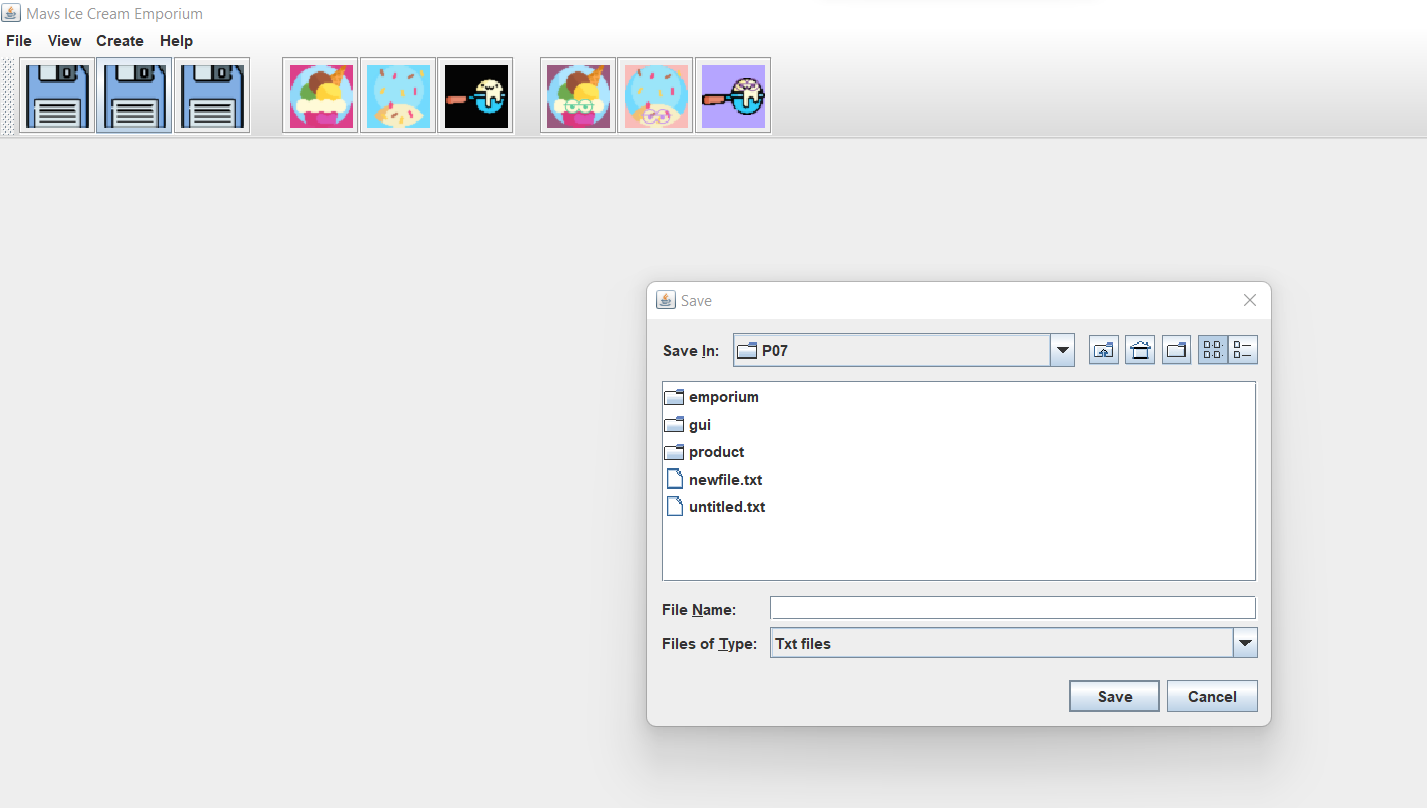 Mavs Ice Cream Emporium
File View Create Help
Save
Save In: P07
emporium
gui
product
newfile.txt
untitled.txt
File Name:
Files of Type: Txt files
Save Cancel